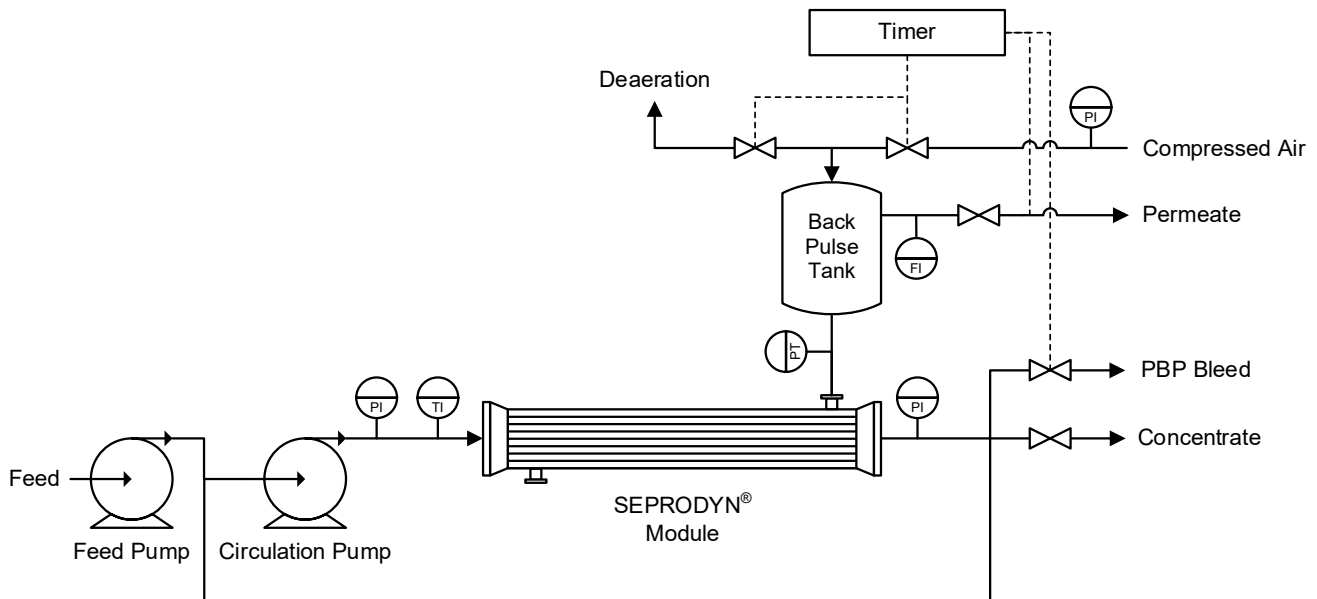 Timer
Deaeration
PI
Compressed Air
Back
Pulse
Tank
Permeate
FI
PT
PBP Bleed
PI
TI
PI
Concentrate
Feed
SEPRODYN®
Module
Feed Pump
Circulation Pump